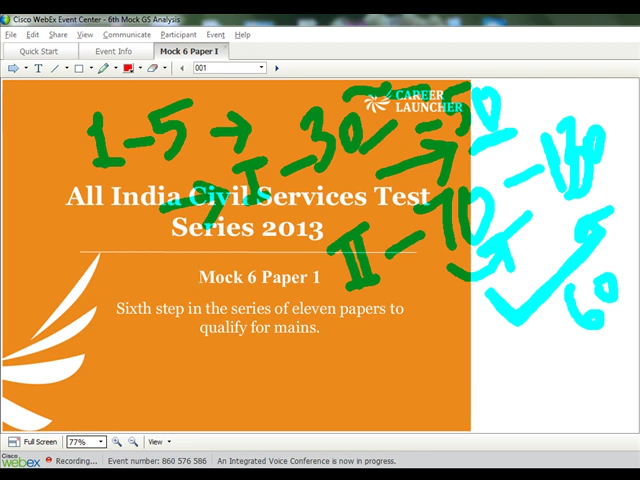 Cisco WebEx Event Center - 6th Mock GS Analysis
File Edit Share View Communicate Participant Event Help
Quick Start Event Info Mock 6 Paper I
T 001
CAREER
LAUNCHER
1-5 → I - 30 = 50
- 130
All India Civil Services Test
Series 2013
II - 70
60
Mock 6 Paper 1
Sixth step in the series of eleven papers to
qualify for mains.
Full Screen 77% View
Cisco
webex Recording... Event number: 860 576 586 An Integrated Voice Conference is now in progress.